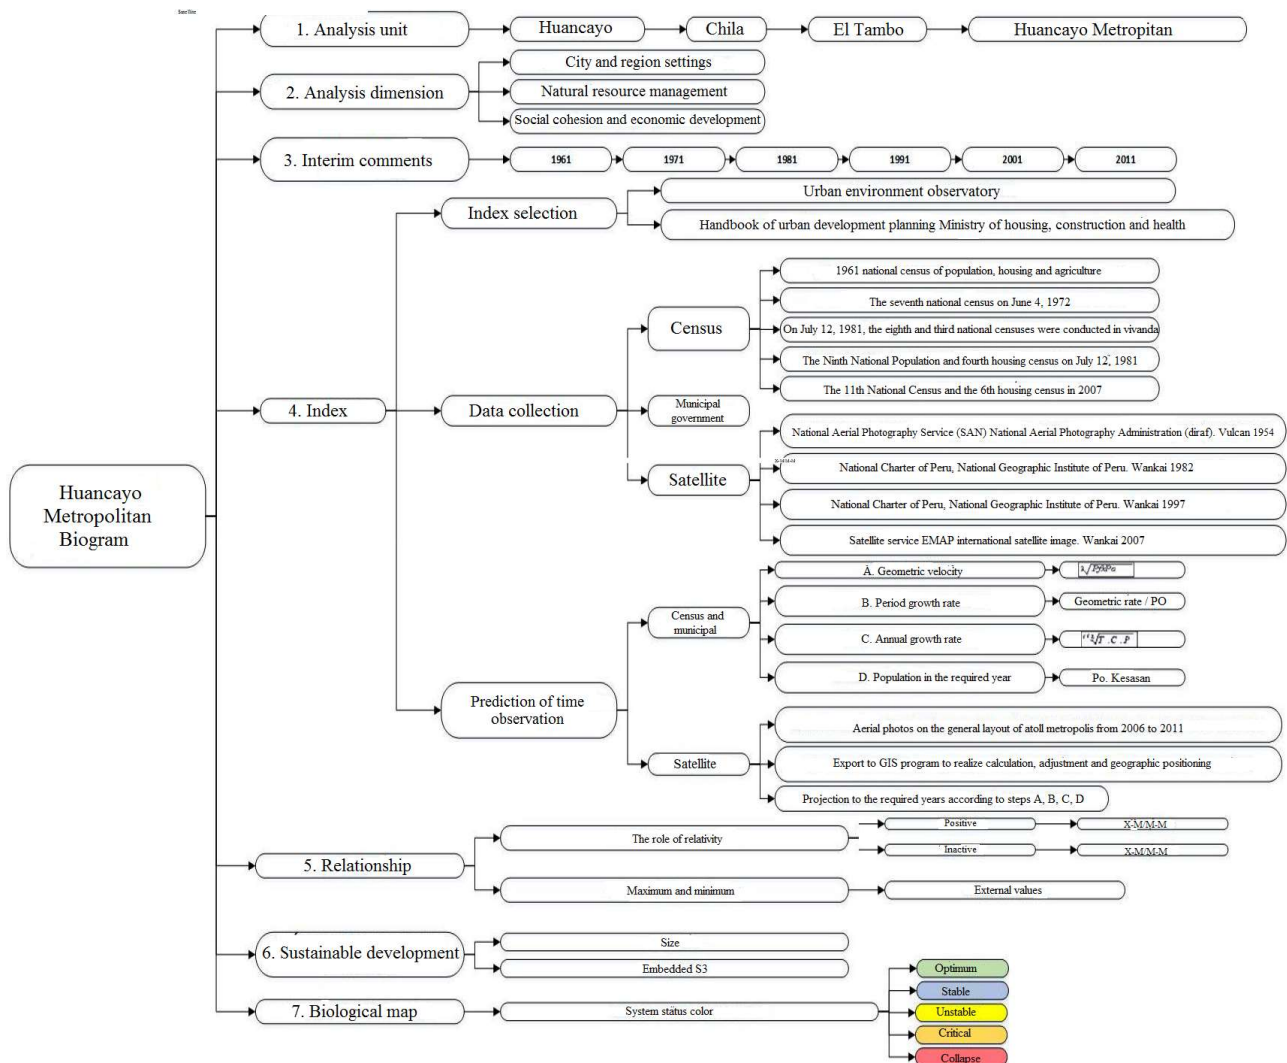 1. Analysis unit
Huancayo
Chila
El Tambo
Huancayo Metropitan
2. Analysis dimension
City and region settings
Natural resource management
Social cohesion and economic development
3. Interim comments
1961
1971
1981
1991
2001
2011
Index selection
Urban environment observatory
Handbook of urban development planning Ministry of housing, construction and health
4. Index
Data collection
Census
1961 national census of population, housing and agriculture
The seventh national census on June 4, 1972
On July 12, 1981, the eighth and third national censuses were conducted in vivanda
The Ninth National Population and fourth housing census on July 12, 1981
The 11th National Census and the 6th housing census in 2007
Municipal
government
Satellite
National Aerial Photography Service (SAN) National Aerial Photography Administration (diraf). Vulcan 1954
X-M/M-M
National Charter of Peru, National Geographic Institute of Peru. Wankai 1982
National Charter of Peru, National Geographic Institute of Peru. Wankai 1997
Satellite service EMAP international satellite image. Wankai 2007
Huancayo
Metropolitan
Biogram
Prediction of time
observation
Census and
municipal
A. Geometric velocity
B. Period growth rate
Geometric rate / PO
C. Annual growth rate
D. Population in the required year
Po. Kesasan
Satellite
Aerial photos on the general layout of atoll metropolis from 2006 to 2011
Export to GIS program to realize calculation, adjustment and geographic positioning
Projection to the required years according to steps A, B, C, D
5. Relationship
The role of relativity
Positive
X-M/M-M
Inactive
X-M/M-M
Maximum and minimum
External values
6. Sustainable development
Size
Embedded S3
7. Biological map
System status color
Optimum
Stable
Unstable
Critical
Collapse